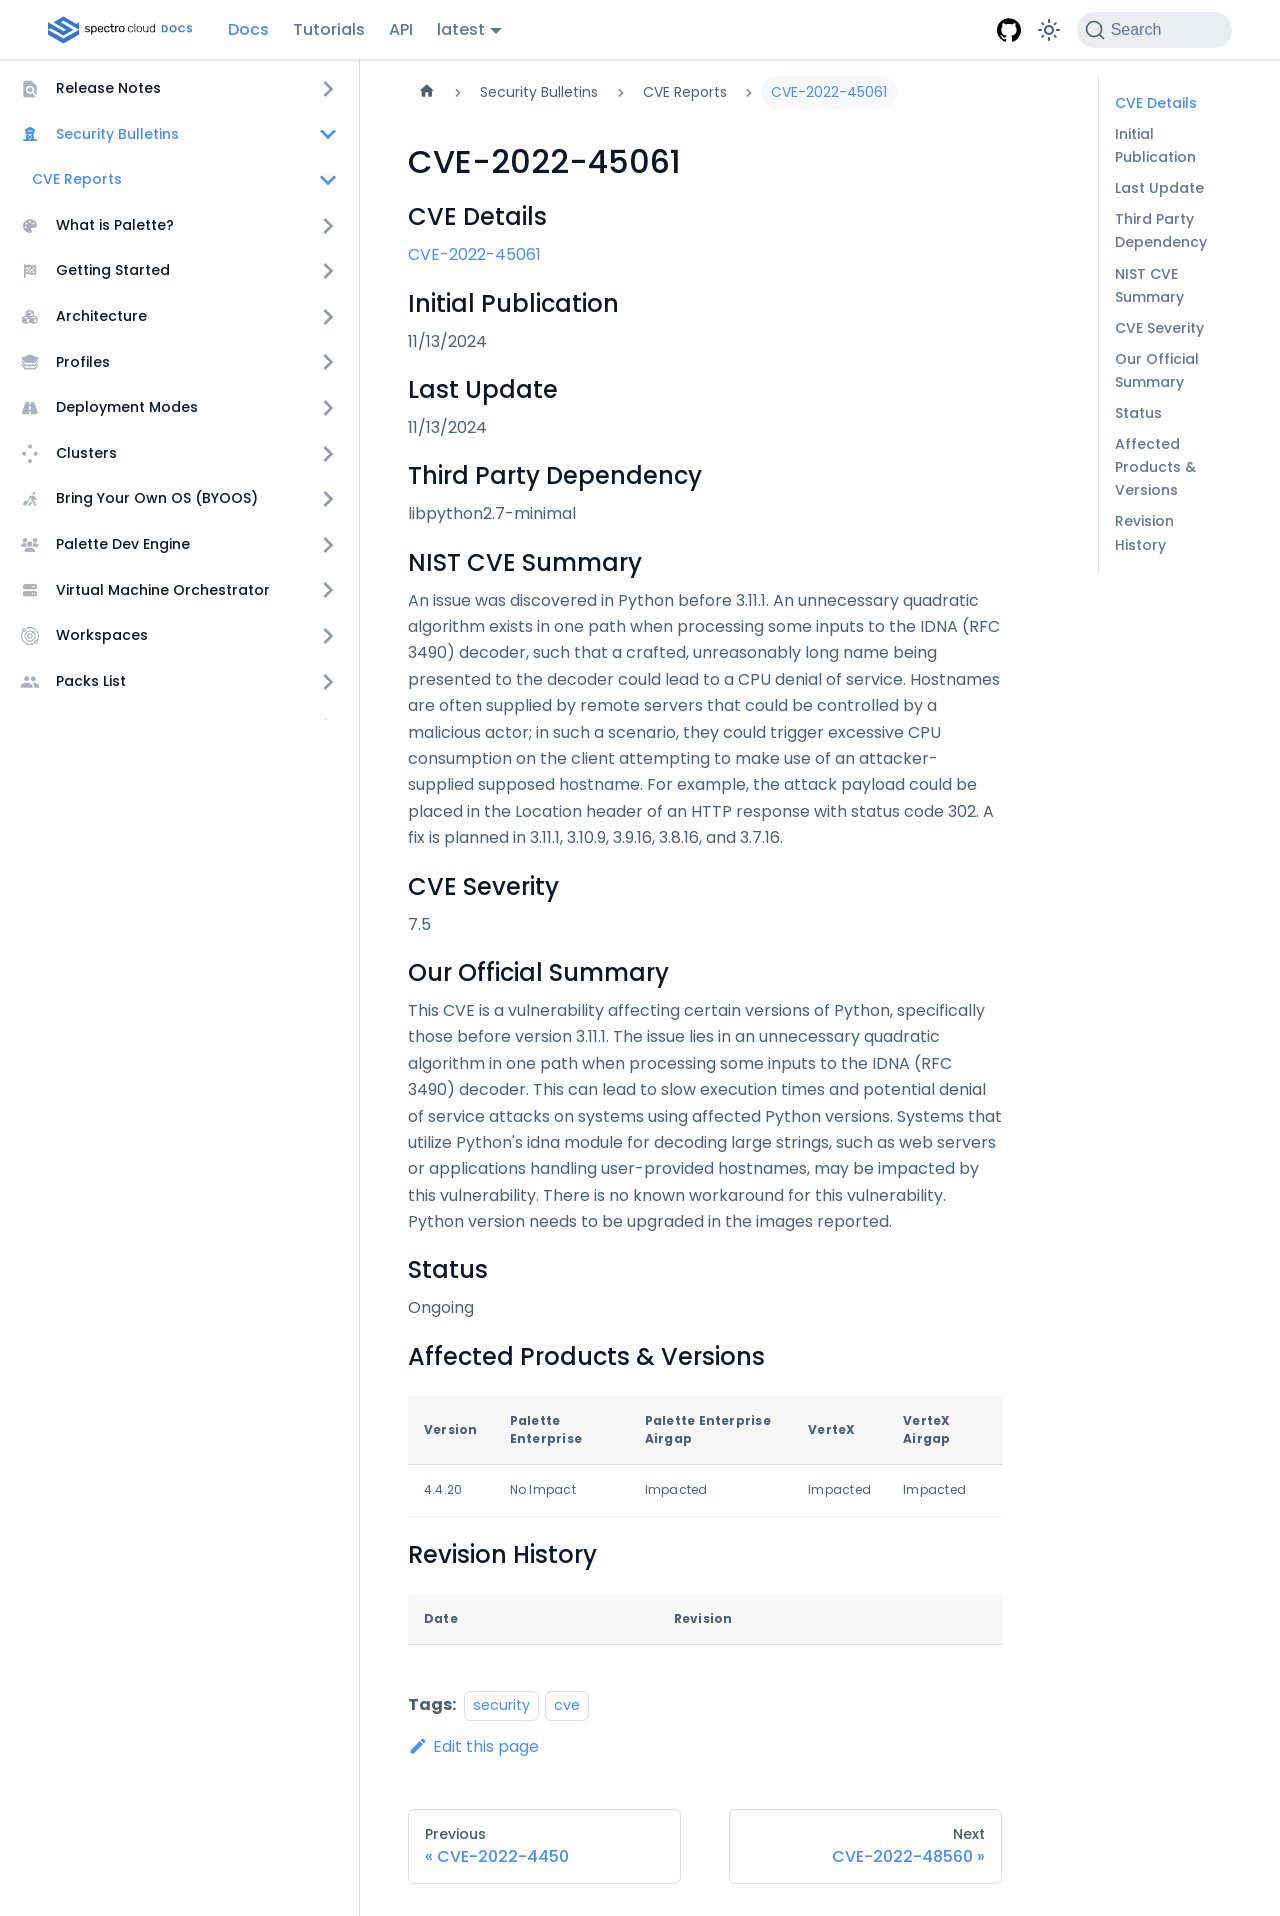 spectro cloud DOCS
Docs
Tutorials
API
latest
Search
Release Notes
Security Bulletins
CVE Reports
What is Palette?
Getting Started
Architecture
Profiles
Deployment Modes
Clusters
Bring Your Own OS (BYOOS)
Palette Dev Engine
Virtual Machine Orchestrator
Workspaces
Packs List
Security Bulletins
CVE Reports
CVE-2022-45061
CVE-2022-45061
CVE Details
CVE-2022-45061
Initial Publication
11/13/2024
Last Update
11/13/2024
Third Party Dependency
libpython2.7-minimal
NIST CVE Summary
An issue was discovered in Python before 3.11.1. An unnecessary quadratic
algorithm exists in one path when processing some inputs to the IDNA (RFC
3490) decoder, such that a crafted, unreasonably long name being
presented to the decoder could lead to a CPU denial of service. Hostnames
are often supplied by remote servers that could be controlled by a
malicious actor; in such a scenario, they could trigger excessive CPU
consumption on the client attempting to make use of an attacker-
supplied supposed hostname. For example, the attack payload could be
placed in the Location header of an HTTP response with status code 302. A
fix is planned in 3.11.1, 3.10.9, 3.9.16, 3.8.16, and 3.7.16.
CVE Severity
7.5
Our Official Summary
This CVE is a vulnerability affecting certain versions of Python, specifically
those before version 3.11.1. The issue lies in an unnecessary quadratic
algorithm in one path when processing some inputs to the IDNA (RFC
3490) decoder. This can lead to slow execution times and potential denial
of service attacks on systems using affected Python versions. Systems that
utilize Python's idna module for decoding large strings, such as web servers
or applications handling user-provided hostnames, may be impacted by
this vulnerability. There is no known workaround for this vulnerability.
Python version needs to be upgraded in the images reported.
Status
Ongoing
Affected Products & Versions
Version Palette Enterprise Palette Enterprise Airgap VerteX VerteX Airgap
4.4.20 No Impact Impacted Impacted Impacted
Revision History
Date Revision
Tags: security cve
Edit this page
Previous
« CVE-2022-4450
Next
CVE-2022-48560 »
CVE Details
Initial
Publication
Last Update
Third Party
Dependency
NIST CVE
Summary
CVE Severity
Our Official
Summary
Status
Affected
Products &
Versions
Revision
History